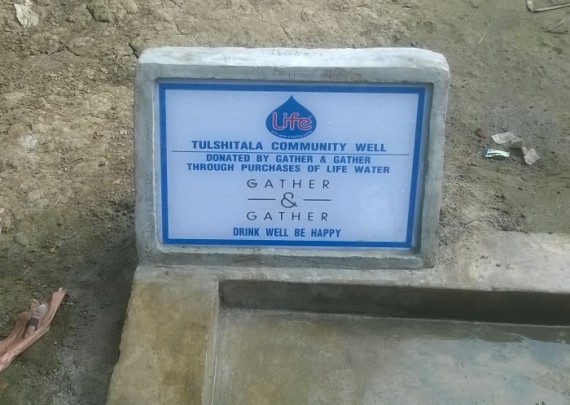 Life
TULSHITALA COMMUNITY WELL
DONATED BY GATHER & GATHER
THROUGH PURCHASES OF LIFE WATER
GATHER
&
GATHER
DRINK WELL BE HAPPY